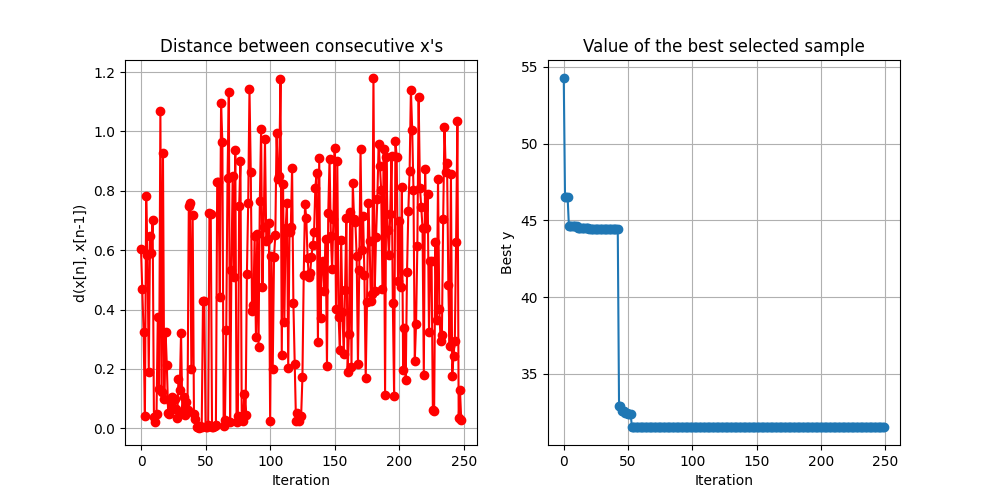 Distance between consecutive x's
d(x[n], x[n-1])
1.2
1.0
0.8
0.6
0.4
0.2
0.0
0 50 100 150 200 250
Iteration
Value of the best selected sample
Best y
55
50
45
40
35
0 50 100 150 200 250
Iteration